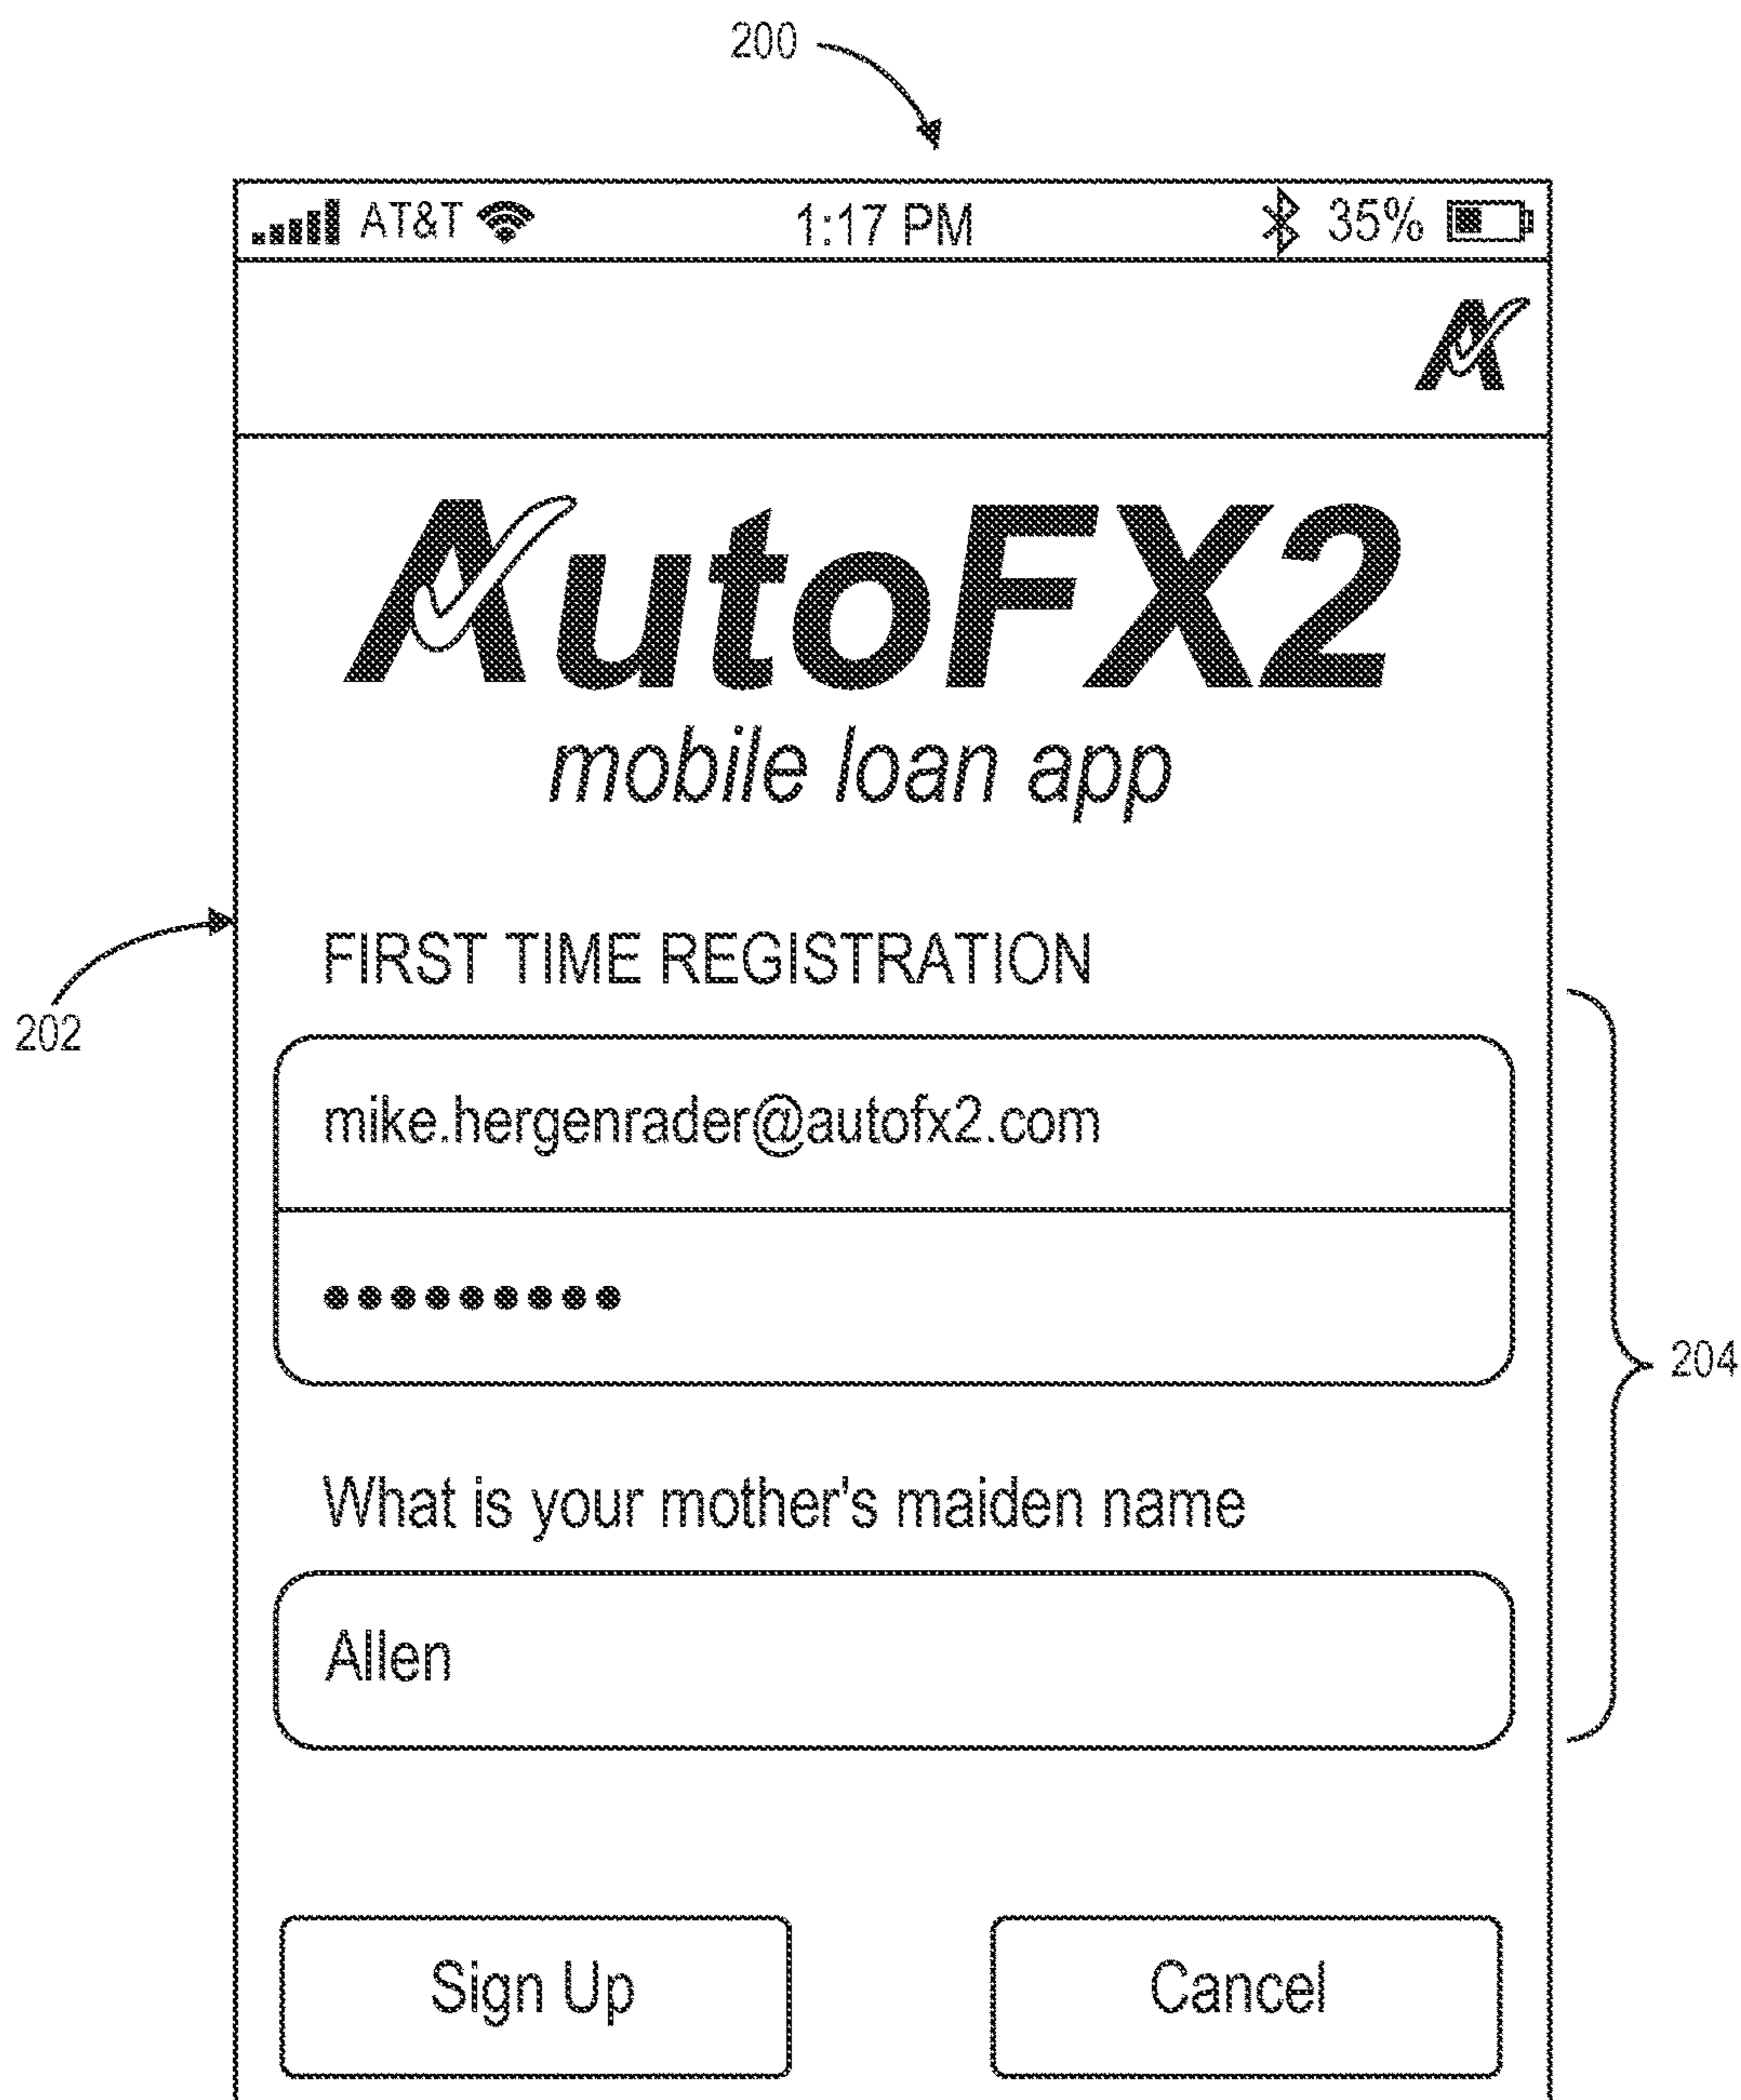 200
AT&T 1:17 PM 35%
A
AutoFX2
mobile loan app
FIRST TIME REGISTRATION
202
mike.hergenrader@autofx2.com
•••••••••
204
What is your mother's maiden name
Allen
Sign Up Cancel